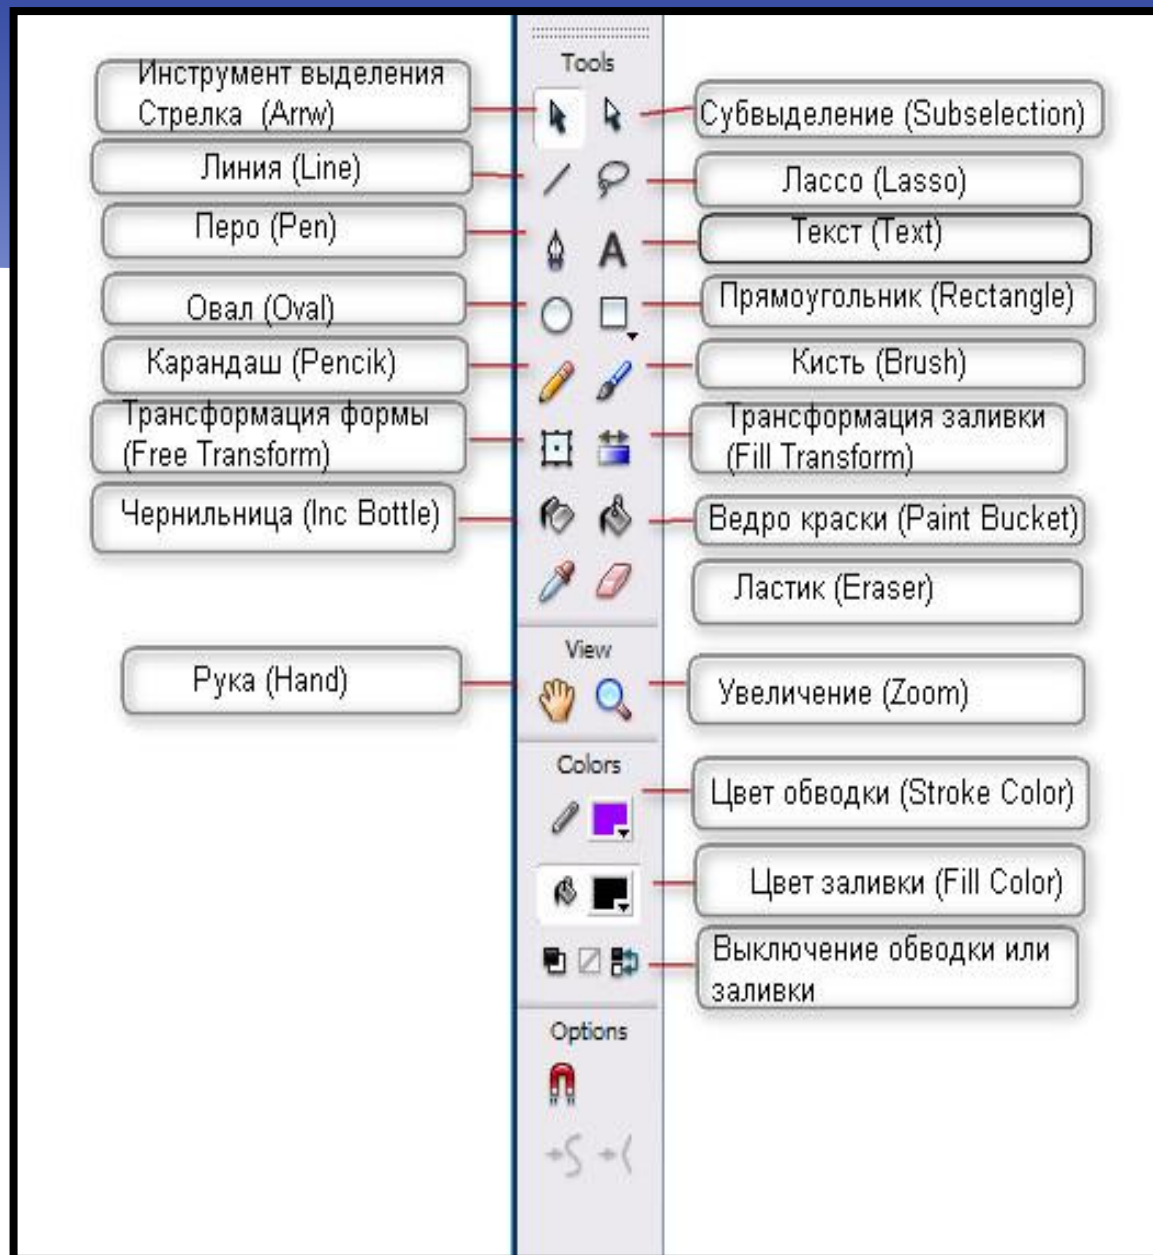 Tools
Инструмент выделения
Стрелка (Arrw)
Субвыделение (Subselection)
Линия (Line)
Лассо (Lasso)
Перо (Pen)
Текст (Text)
Овал (Oval)
Прямоугольник (Rectangle)
Карандаш (Pencik)
Кисть (Brush)
Трансформация формы
(Free Transform)
Трансформация заливки
(Fill Transform)
Чернильница (Inc Bottle)
Ведро краски (Paint Bucket)
Ластик (Eraser)
View
Рука (Hand)
Увеличение (Zoom)
Colors
Цвет обводки (Stroke Color)
Цвет заливки (Fill Color)
Выключение обводки или
заливки
Options